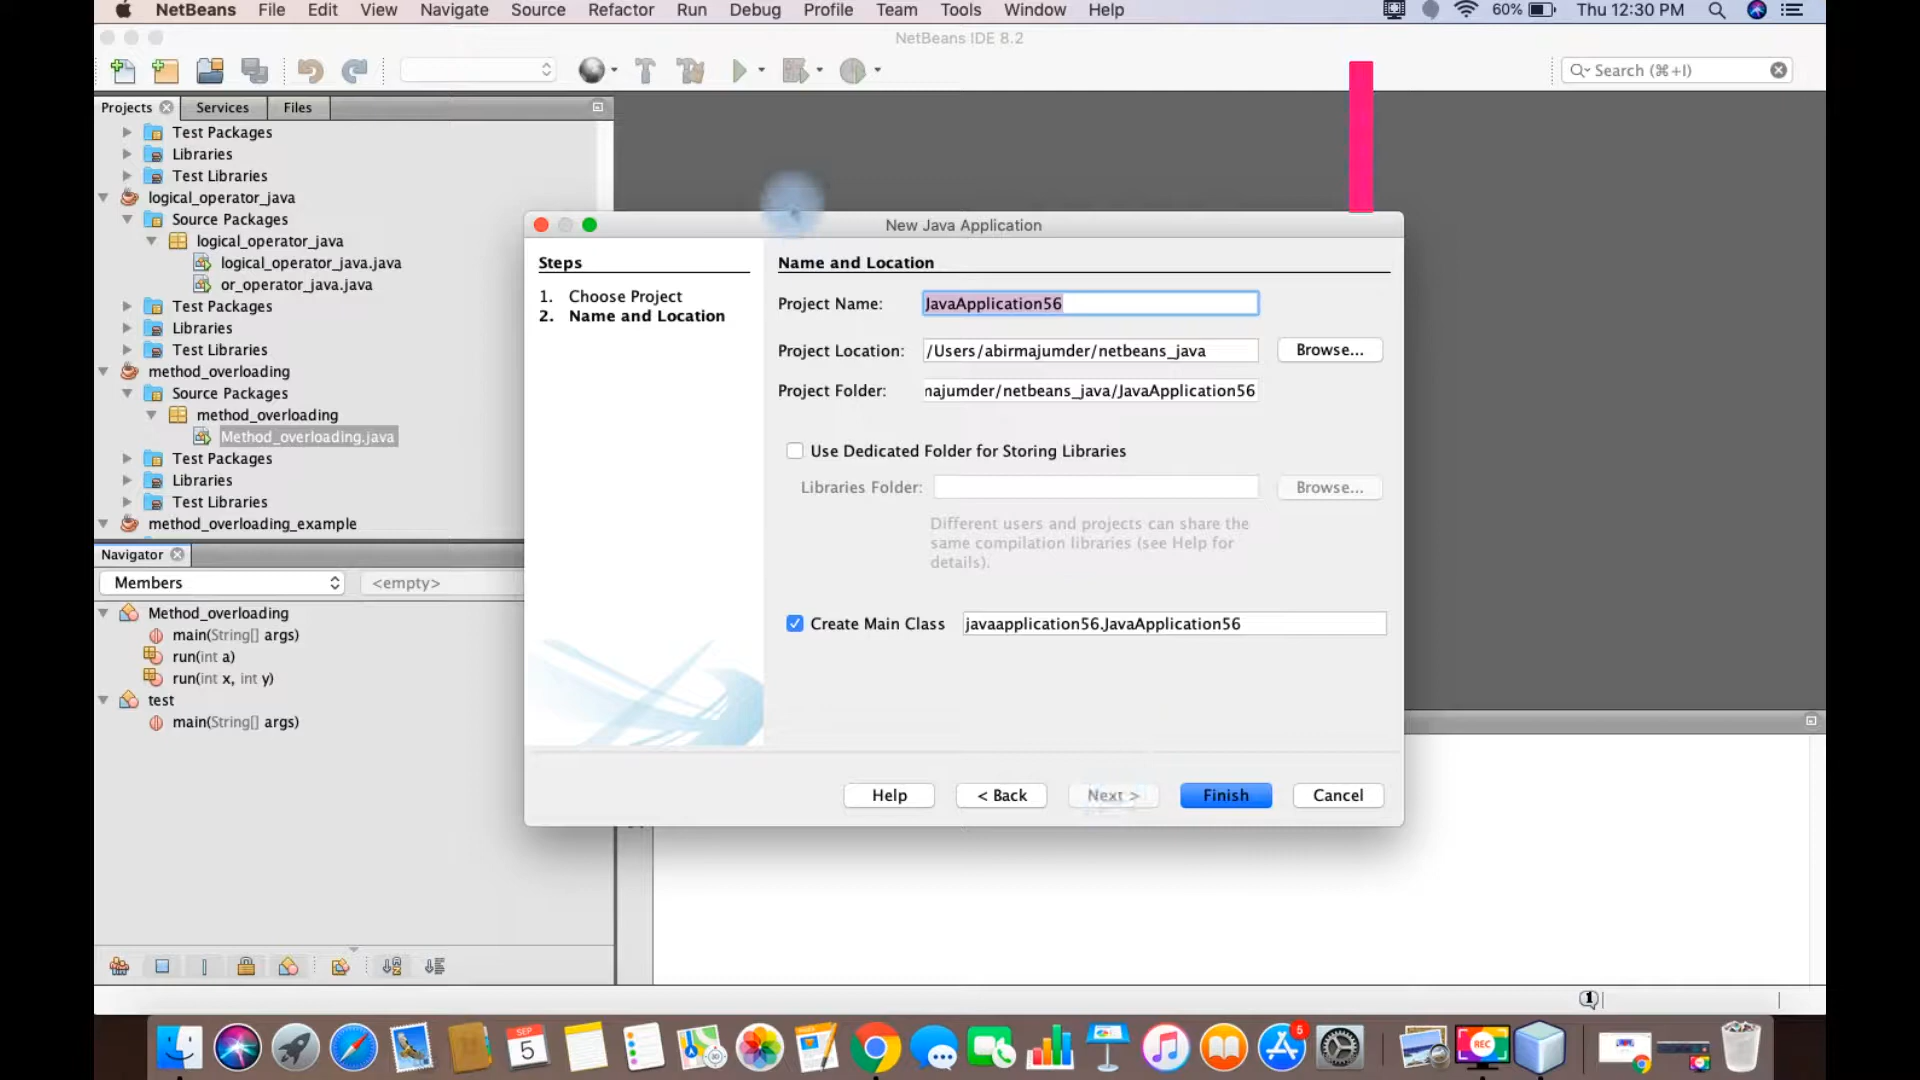 NetBeans File Edit View Navigate Source Refactor Run Debug Profile Team Tools Window Help 60% Thu 12:30 PM
NetBeans IDE 8.2
Search (⌘+I)
Projects Services Files
Test Packages
Libraries
Test Libraries
logical_operator_java
Source Packages
logical_operator_java
logical_operator_java.java
or_operator_java.java
Test Packages
Libraries
Test Libraries
method_overloading
Source Packages
method_overloading
Method_overloading.java
Test Packages
Libraries
Test Libraries
method_overloading_example
Navigator
Members <empty>
Method_overloading
main(String[] args)
run(int a)
run(int x, int y)
test
main(String[] args)
New Java Application
Steps
1. Choose Project
2. Name and Location
Name and Location
Project Name: JavaApplication56
Project Location: /Users/abirmajumder/netbeans_java Browse...
Project Folder: majumder/netbeans_java/JavaApplication56
Use Dedicated Folder for Storing Libraries
Libraries Folder: Browse...
Different users and projects can share the
same compilation libraries (see Help for
details).
Create Main Class javaapplication56.JavaApplication56
Help < Back Next > Finish Cancel
1
SEP
5
5
REC